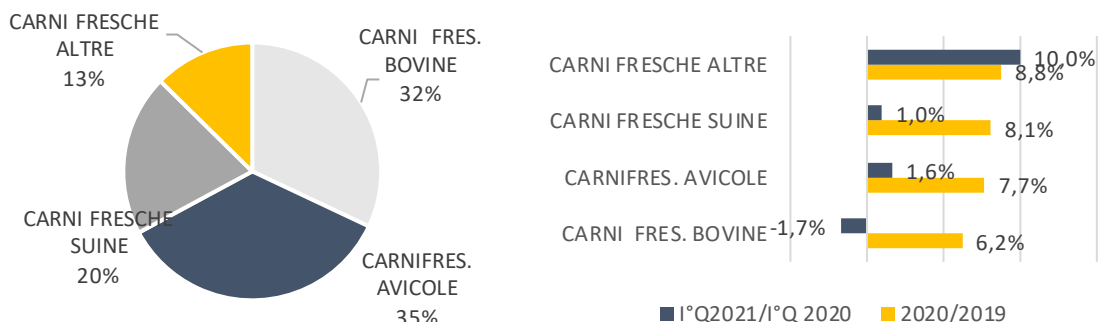 CARNI FRESCHE
ALTRE
13%
CARNI FRES.
BOVINE
32%
CARNI FRESCHE
SUINE
20%
CARNIFRES.
AVICOLE
35%
CARNI FRESCHE ALTRE
10,0%
8,8%
CARNI FRESCHE SUINE
1,0%
8,1%
CARNIFRES. AVICOLE
1,6%
7,7%
CARNI FRES. BOVINE
-1,7%
6,2%
I°Q2021/I°Q 2020
2020/2019